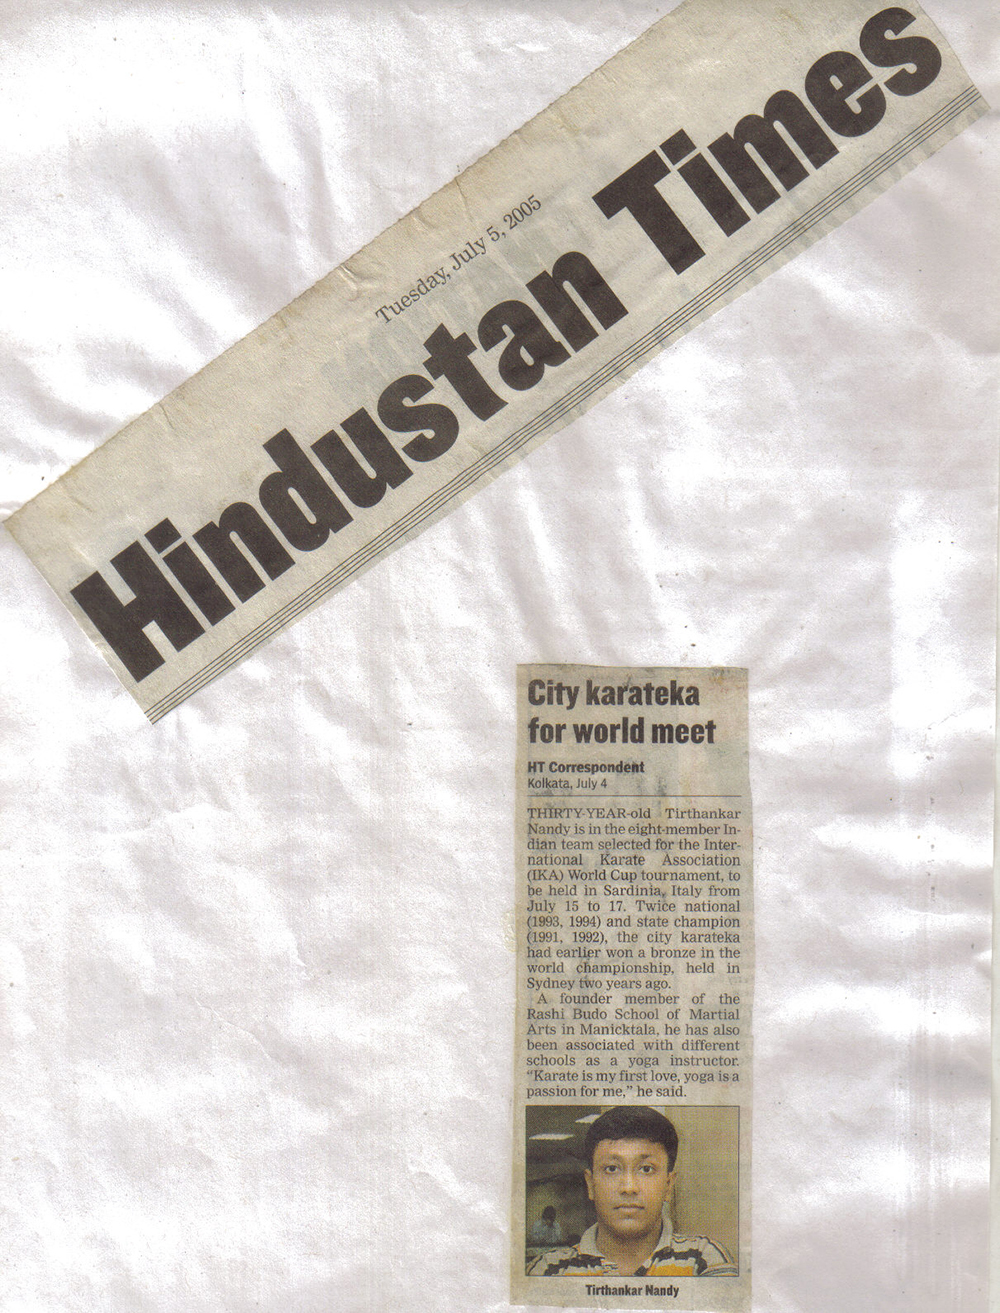 Tuesday, July 5, 2005
Hindustan Times
City karateka
for world meet
HT Correspondent
Kolkata, July 4
THIRTY-YEAR-old Tirthankar
Nandy is in the eight-member In-
dian team selected for the Inter-
national Karate Association
(IKA) World Cup tournament, to
be held in Sardinia, Italy from
July 15 to 17. Twice national
(1993, 1994) and state champion
(1991, 1992), the city karateka
had earlier won a bronze in the
world championship, held in
Sydney two years ago.
A founder member of the
Rashi Budo School of Martial
Arts in Manicktala, he has also
been associated with different
schools as a yoga instructor.
“Karate is my first love, yoga is a
passion for me,” he said.
Tirthankar Nandy